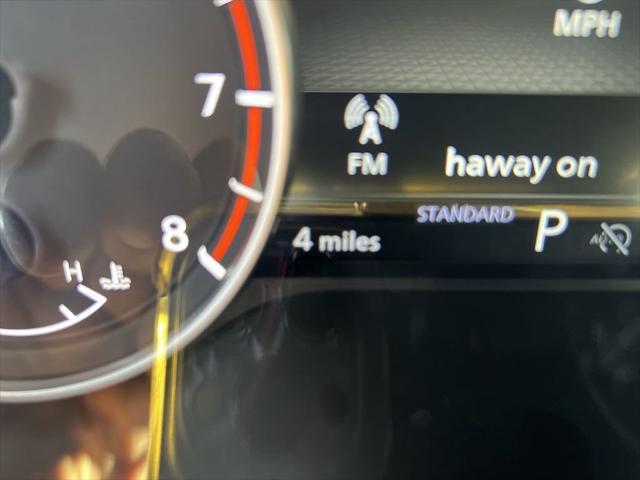 MPH
7
FM
haway on
STANDARD
P
8
4 miles
H